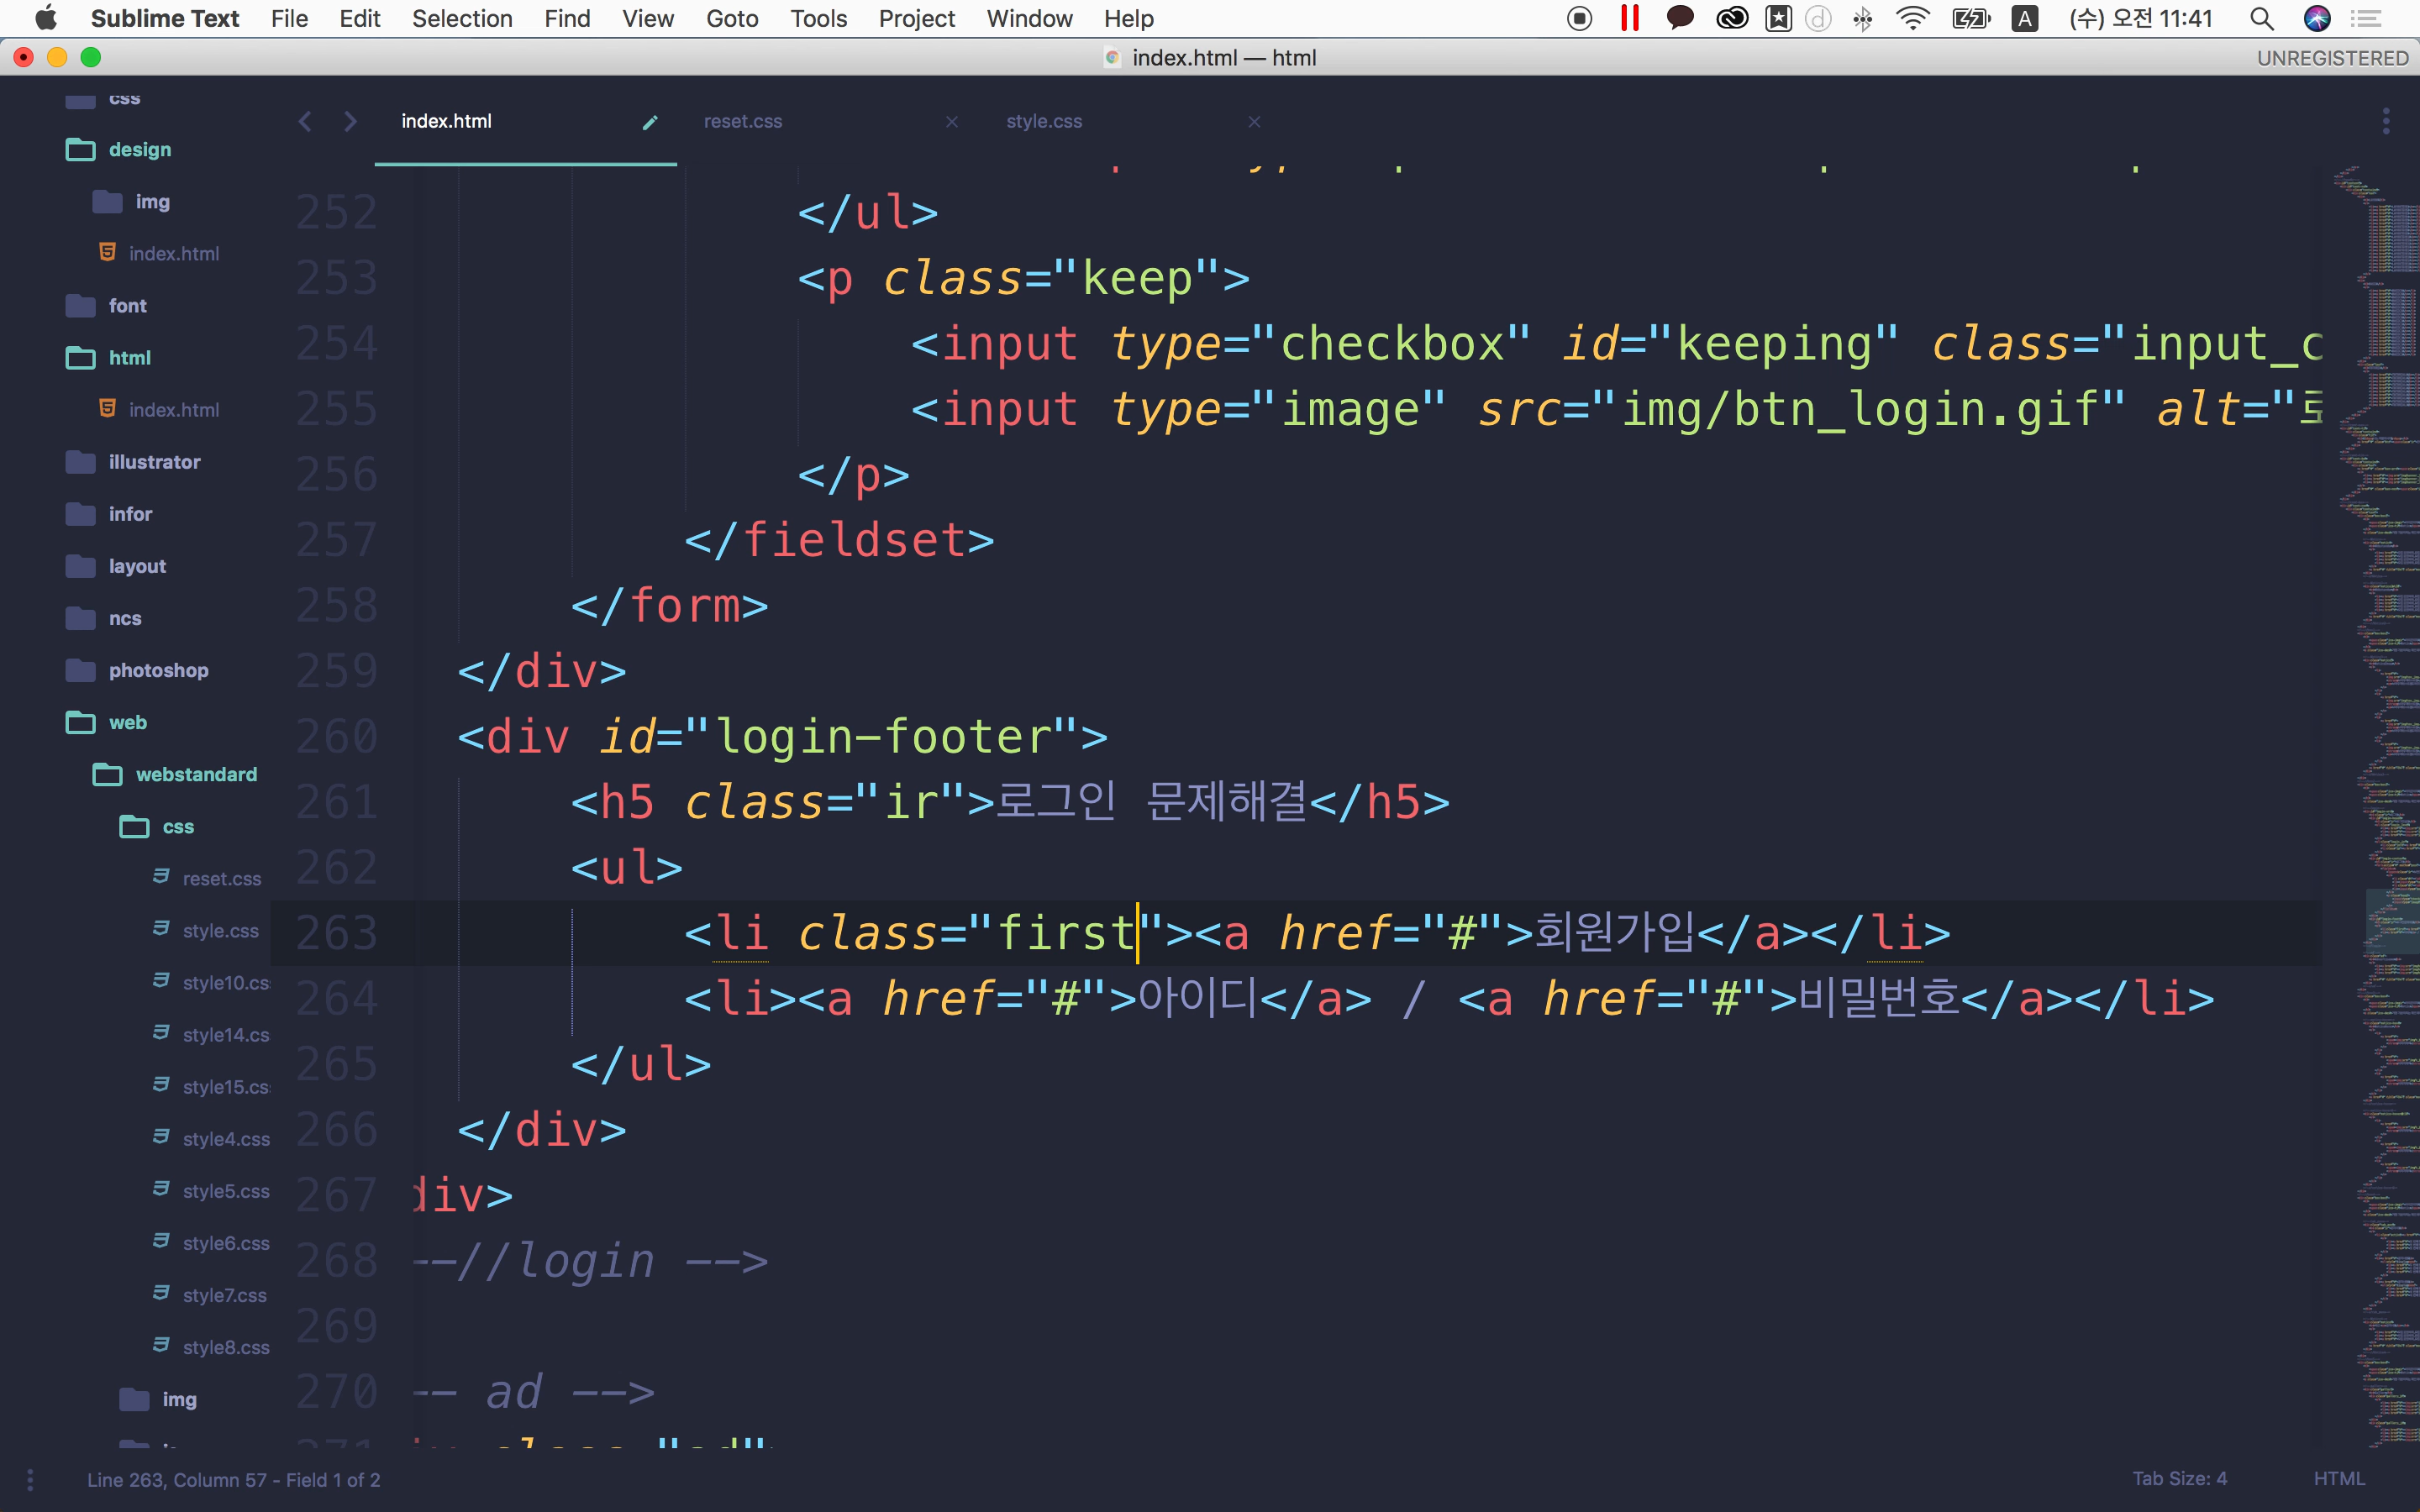 Sublime Text File Edit Selection Find View Goto Tools Project Window Help (수) 오전 11:41
index.html — html UNREGISTERED
css
design
img
index.html
font
html
index.html
illustrator
infor
layout
ncs
photoshop
web
webstandard
css
reset.css
style.css
style10.cs
style14.cs
style15.cs
style4.css
style5.css
style6.css
style7.css
style8.css
img
index.html reset.css style.css
252 </ul>
253 <p class="keep">
254 <input type="checkbox" id="keeping" class="input_c
255 <input type="image" src="img/btn_login.gif" alt="로
256 </p>
257 </fieldset>
258 </form>
259 </div>
260 <div id="login-footer">
261 <h5 class="ir">로그인 문제해결</h5>
262 <ul>
263 <li class="first"><a href="#">회원가입</a></li>
264 <li><a href="#">아이디</a> / <a href="#">비밀번호</a></li>
265 </ul>
266 </div>
267 div>
268 --//login -->
269
270 -- ad -->
Line 263, Column 57 - Field 1 of 2 Tab Size: 4 HTML